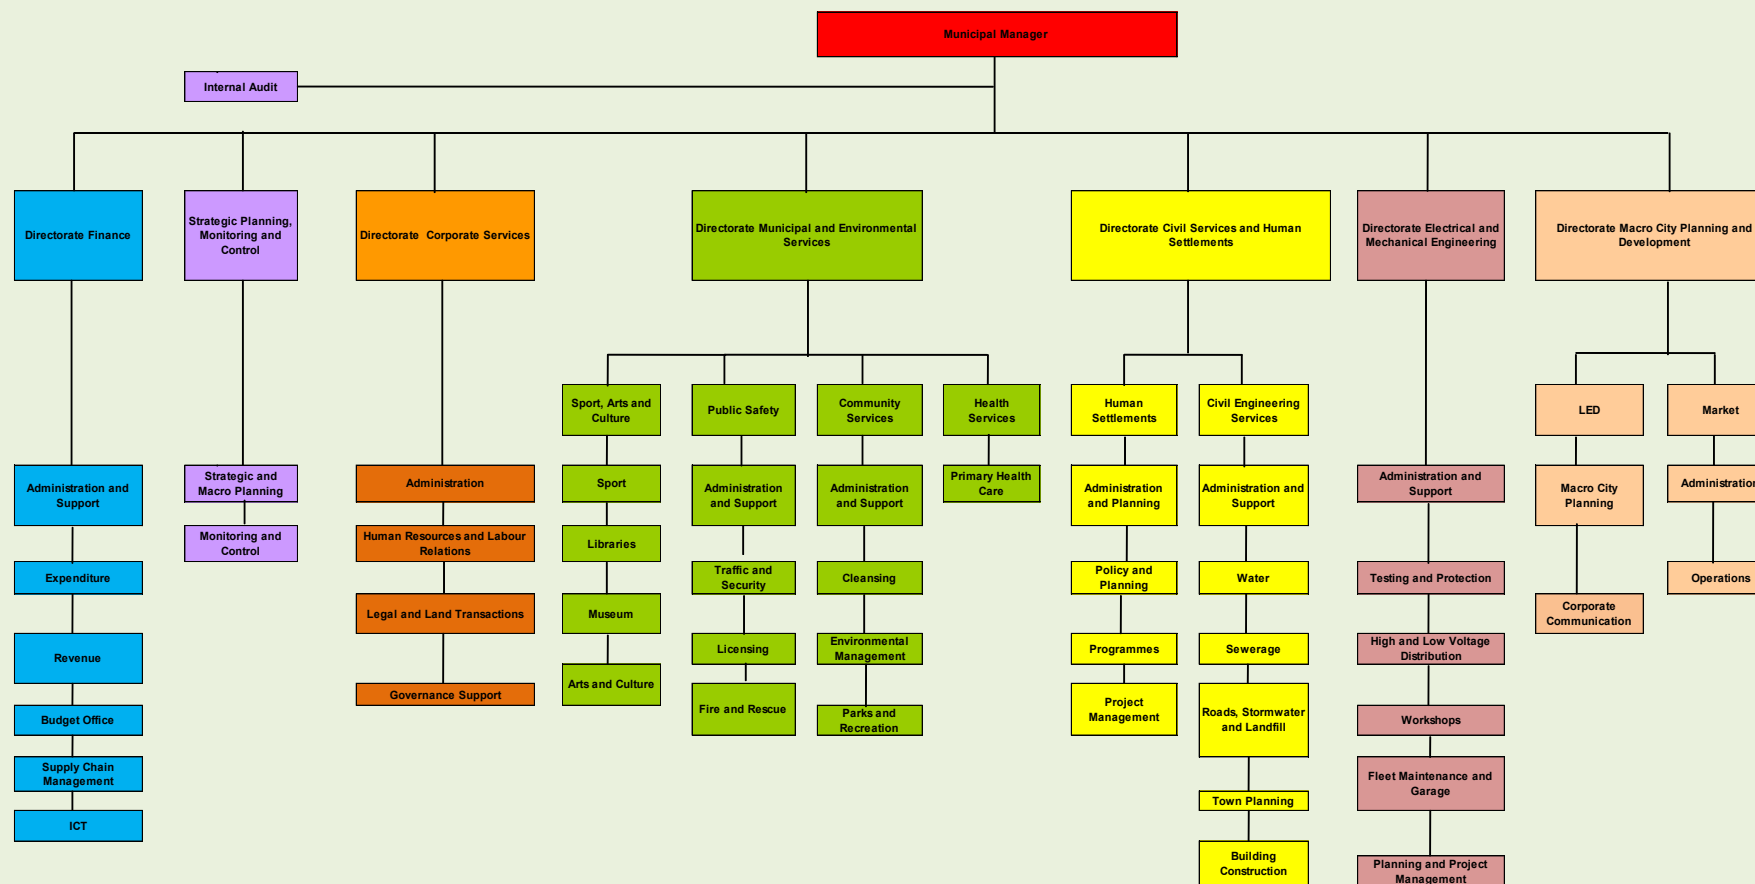 Municipal Manager
Internal Audit
Directorate Finance
Strategic Planning,
Monitoring and
Control
Directorate Corporate Services
Directorate Municipal and Environmental
Services
Directorate Civil Services and Human
Settlements
Directorate Electrical and
Mechanical Engineering
Directorate Macro City Planning and
Development
Administration and
Support
Expenditure
Revenue
Budget Office
Supply Chain
Management
ICT
Strategic and
Macro Planning
Monitoring and
Control
Administration
Human Resources and Labour
Relations
Legal and Land Transactions
Governance Support
Sport, Arts and
Culture
Sport
Libraries
Museum
Arts and Culture
Public Safety
Administration
and Support
Traffic and
Security
Licensing
Fire and Rescue
Community
Services
Administration
and Support
Cleansing
Environmental
Management
Parks and
Recreation
Health
Services
Primary Health
Care
Human
Settlements
Administration
and Planning
Policy and
Planning
Programmes
Project
Management
Civil Engineering
Services
Administration and
Support
Water
Sewerage
Roads, Stormwater
and Landfill
Town Planning
Building
Construction
Administration and
Support
Testing and Protection
High and Low Voltage
Distribution
Workshops
Fleet Maintenance and
Garage
Planning and Project
Management
LED
Macro City
Planning
Corporate
Communication
Market
Administration
Operations